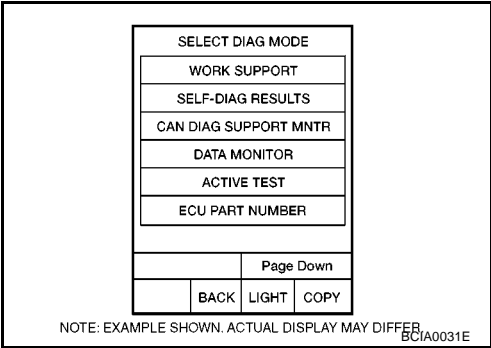 SELECT DIAG MODE
WORK SUPPORT
SELF-DIAG RESULTS
CAN DIAG SUPPORT MNTR
DATA MONITOR
ACTIVE TEST
ECU PART NUMBER
Page Down
BACK LIGHT COPY
NOTE: EXAMPLE SHOWN. ACTUAL DISPLAY MAY DIFFER.
BCIA0031E